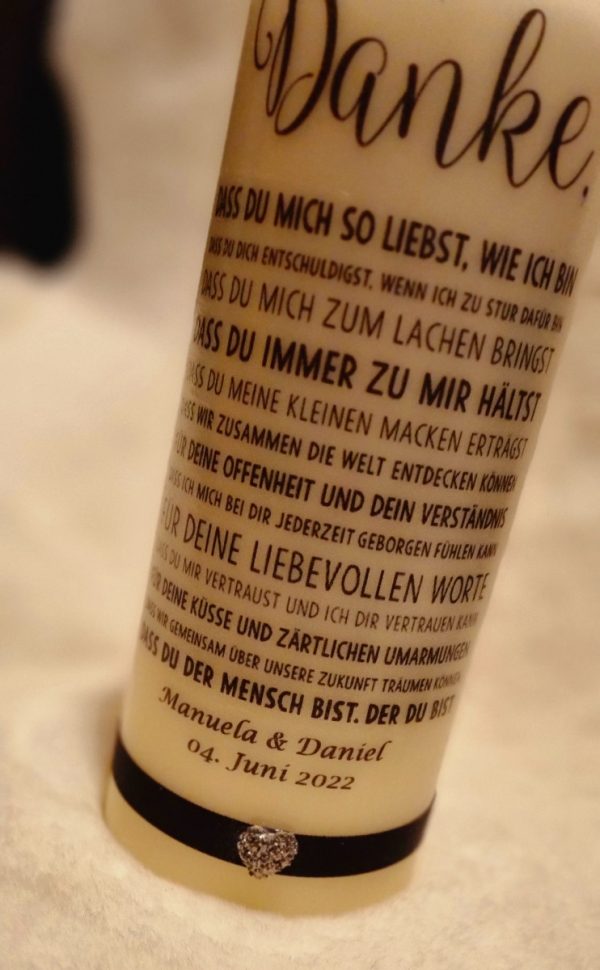 Danke,
DASS DU MICH SO LIEBST, WIE ICH BIN
DASS DU DICH ENTSCHULDIGST, WENN ICH ZU STUR DAFÜR BIN
DASS DU MICH ZUM LACHEN BRINGST
DASS DU IMMER ZU MIR HÄLTST
DASS DU MEINE KLEINEN MACKEN ERTRÄGST
DASS WIR ZUSAMMEN DIE WELT ENTDECKEN KÖNNEN
FÜR DEINE OFFENHEIT UND DEIN VERSTÄNDNIS
DASS ICH MICH BEI DIR JEDERZEIT GEBORGEN FÜHLEN KANN
FÜR DEINE LIEBEVOLLEN WORTE
DASS DU MIR VERTRAUST UND ICH DIR VERTRAUEN KANN
FÜR DEINE KÜSSE UND ZÄRTLICHEN UMARMUNGEN
DASS WIR GEMEINSAM ÜBER UNSERE ZUKUNFT TRÄUMEN KÖNNEN
DASS DU DER MENSCH BIST. DER DU BIST
Manuela & Daniel
04. Juni 2022